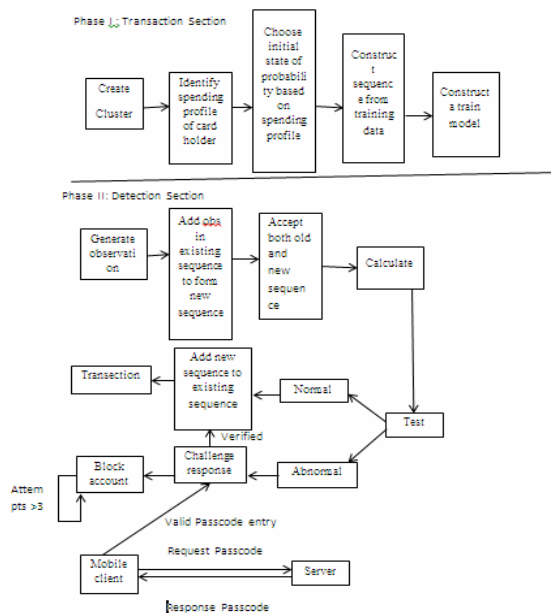 Phase I: Transaction Section
Create
Cluster
Identify
spending
profile
of card
holder
Choose
initial
state of
probabili
ty based
on
spending
profile
Construc
t
sequenc
e from
training
data
Construc
t a train
model
Phase II: Detection Section
Generate
observati
on
Add obs
in
existing
sequence
to form
new
sequence
Accept
both old
and
new
sequen
ce
Calculate
Add new
sequence to
existing
sequence
Transection
Normal
Test
Verified
Abnormal
Challenge
response
Block
account
Attem
pts >3
Valid Passcode entry
Request Passcode
Mobile
client
Server
Response Passcode